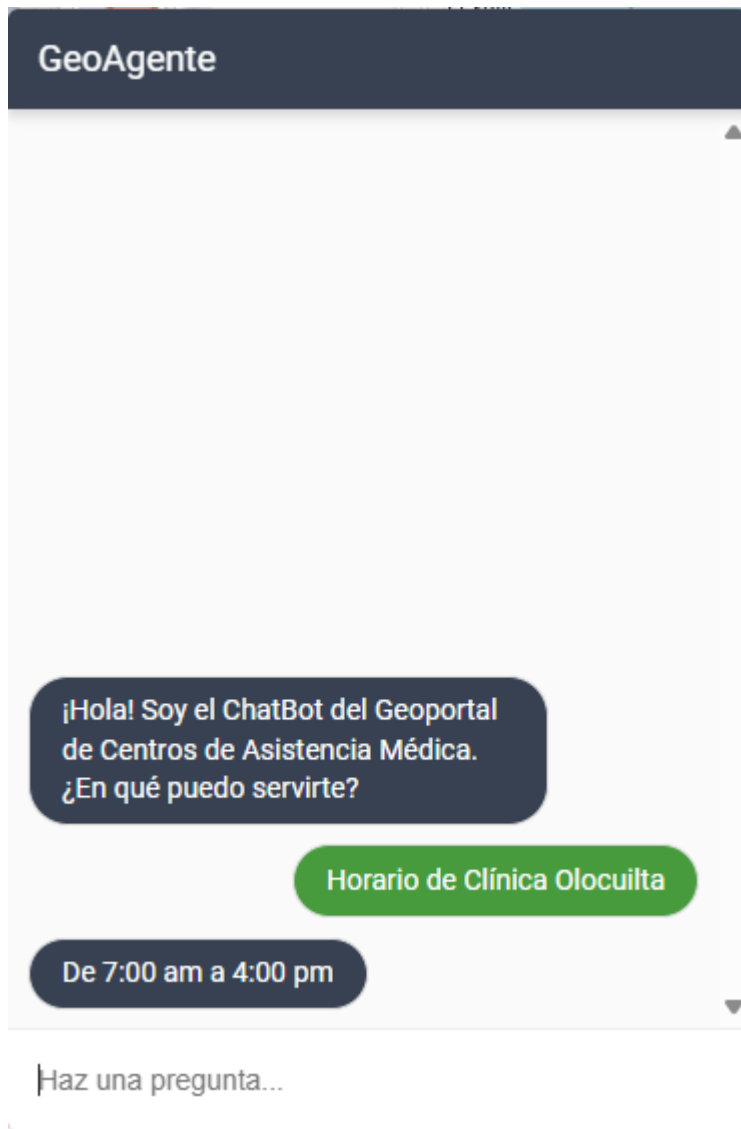 GeoAgente
¡Hola! Soy el ChatBot del Geoportal
de Centros de Asistencia Médica.
¿En qué puedo servirte?
Horario de Clínica Olocuilta
De 7:00 am a 4:00 pm
Haz una pregunta...